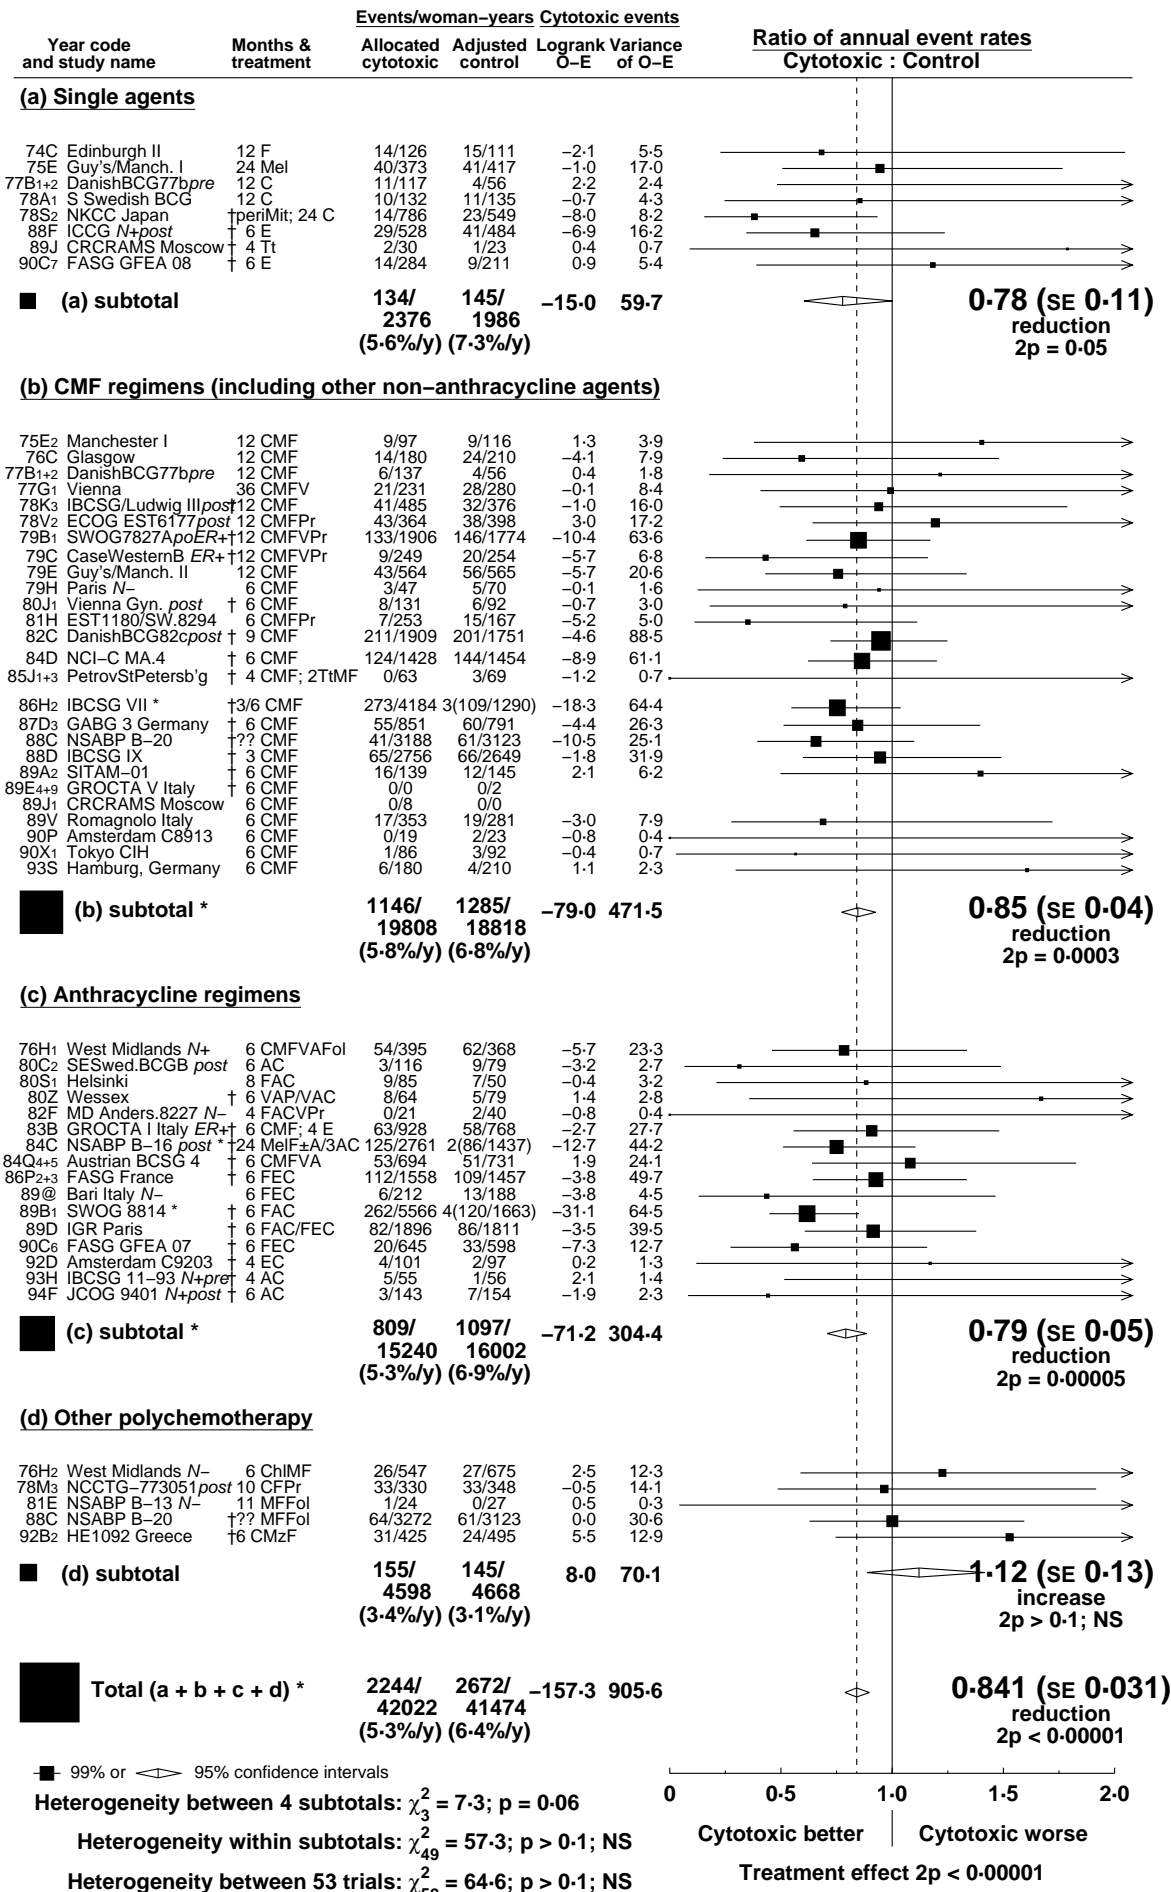 Events/woman–years Cytotoxic events
Year code and study name Months & treatment Allocated cytotoxic Adjusted control Logrank O–E Variance of O–E Ratio of annual event rates Cytotoxic : Control
(a) Single agents
74C Edinburgh II 12 F 14/126 15/111 –2·1 5·5
75E Guy's/Manch. I 24 Mel 40/373 41/417 –1·0 17·0
77B1+2 DanishBCG77bpre 12 C 11/117 4/56 2·2 2·4
78A1 S Swedish BCG 12 C 10/132 11/135 –0·7 4·3
78S2 NKCC Japan †periMit; 24 C 14/786 23/549 –8·0 8·2
88F ICCG N+post † 6 E 29/528 41/484 –6·9 16·2
89J CRCRAMS Moscow † 4 Tt 2/30 1/23 0·4 0·7
90C7 FASG GFEA 08 † 6 E 14/284 9/211 0·9 5·4
(a) subtotal 134/2376 (5·6%/y) 145/1986 (7·3%/y) –15·0 59·7 0·78 (SE 0·11)
reduction
2p = 0·05
(b) CMF regimens (including other non–anthracycline agents)
75E2 Manchester I 12 CMF 9/97 9/116 1·3 3·9
76C Glasgow 12 CMF 14/180 24/210 –4·1 7·9
77B1+2 DanishBCG77bpre 12 CMF 6/137 4/56 0·4 1·8
77G1 Vienna 36 CMFV 21/231 28/280 –0·1 8·4
78K3 IBCSG/Ludwig IIIpost †12 CMF 41/485 32/376 –1·0 16·0
78V2 ECOG EST6177post 12 CMFPr 43/364 38/398 3·0 17·2
79B1 SWOG7827ApoER+ †12 CMFVPr 133/1906 146/1774 –10·4 63·6
79C CaseWesternB ER+ †12 CMFVPr 9/249 20/254 –5·7 6·8
79E Guy's/Manch. II 12 CMF 43/564 56/565 –5·7 20·6
79H Paris N– 6 CMF 3/47 5/70 –0·1 1·6
80J1 Vienna Gyn. post † 6 CMF 8/131 6/92 –0·7 3·0
81H EST1180/SW.8294 6 CMFPr 7/253 15/167 –5·2 5·0
82C DanishBCG82cpost † 9 CMF 211/1909 201/1751 –4·6 88·5
84D NCI–C MA.4 † 6 CMF 124/1428 144/1454 –8·9 61·1
85J1+3 PetrovStPetersb'g † 4 CMF; 2TtMF 0/63 3/69 –1·2 0·7
86H2 IBCSG VII * †3/6 CMF 273/4184 3(109/1290) –18·3 64·4
87D3 GABG 3 Germany † 6 CMF 55/851 60/791 –4·4 26·3
88C NSABP B–20 †?? CMF 41/3188 61/3123 –10·5 25·1
88D IBCSG IX † 3 CMF 65/2756 66/2649 –1·8 31·9
89A2 SITAM–01 † 6 CMF 16/139 12/145 2·1 6·2
89E4+9 GROCTA V Italy † 6 CMF 0/0 0/2
89J1 CRCRAMS Moscow 6 CMF 0/8 0/0
89V Romagnolo Italy 6 CMF 17/353 19/281 –3·0 7·9
90P Amsterdam C8913 6 CMF 0/19 2/23 –0·8 0·4
90X1 Tokyo CIH 6 CMF 1/86 3/92 –0·4 0·7
93S Hamburg, Germany 6 CMF 6/180 4/210 1·1 2·3
(b) subtotal * 1146/19808 (5·8%/y) 1285/18818 (6·8%/y) –79·0 471·5 0·85 (SE 0·04)
reduction
2p = 0·0003
(c) Anthracycline regimens
76H1 West Midlands N+ 6 CMFVAFol 54/395 62/368 –5·7 23·3
80C2 SESwed.BCGB post 6 AC 3/116 9/79 –3·2 2·7
80S1 Helsinki 8 FAC 9/85 7/50 –0·4 3·2
80Z Wessex † 6 VAP/VAC 8/64 5/79 1·4 2·8
82F MD Anders.8227 N– 4 FACVPr 0/21 2/40 –0·8 0·4
83B GROCTA I Italy ER+ † 6 CMF; 4 E 63/928 58/768 –2·7 27·7
84C NSABP B–16 post * †24 MelF±A/3AC 125/2761 2(86/1437) –12·7 44·2
84Q4+5 Austrian BCSG 4 † 6 CMFVA 53/694 51/731 1·9 24·1
86P2+3 FASG France † 6 FEC 112/1558 109/1457 –3·8 49·7
89@ Bari Italy N– 6 FEC 6/212 13/188 –3·8 4·5
89B1 SWOG 8814 * † 6 FAC 262/5566 4(120/1663) –31·1 64·5
89D IGR Paris † 6 FAC/FEC 82/1896 86/1811 –3·5 39·5
90C6 FASG GFEA 07 † 6 FEC 20/645 33/598 –7·3 12·7
92D Amsterdam C9203 † 4 EC 4/101 2/97 0·2 1·3
93H IBCSG 11–93 N+pre † 4 AC 5/55 1/56 2·1 1·4
94F JCOG 9401 N+post † 6 AC 3/143 7/154 –1·9 2·3
(c) subtotal * 809/15240 (5·3%/y) 1097/16002 (6·9%/y) –71·2 304·4 0·79 (SE 0·05)
reduction
2p = 0·00005
(d) Other polychemotherapy
76H2 West Midlands N– 6 ChlMF 26/547 27/675 2·5 12·3
78M3 NCCTG–773051post 10 CFPr 33/330 33/348 –0·5 14·1
81E NSABP B–13 N– 11 MFFol 1/24 0/27 0·5 0·3
88C NSABP B–20 †?? MFFol 64/3272 61/3123 0·0 30·6
92B2 HE1092 Greece †6 CMzF 31/425 24/495 5·5 12·9
(d) subtotal 155/4598 (3·4%/y) 145/4668 (3·1%/y) 8·0 70·1 1·12 (SE 0·13)
increase
2p > 0·1; NS
Total (a + b + c + d) * 2244/42022 (5·3%/y) 2672/41474 (6·4%/y) –157·3 905·6 0·841 (SE 0·031)
reduction
2p < 0·00001
99% or 95% confidence intervals
0 0·5 1·0 1·5 2·0
Heterogeneity between 4 subtotals: χ²3 = 7·3; p = 0·06
Cytotoxic better Cytotoxic worse
Heterogeneity within subtotals: χ²49 = 57·3; p > 0·1; NS
Treatment effect 2p < 0·00001
Heterogeneity between 53 trials: χ² = 64·6; p > 0·1; NS